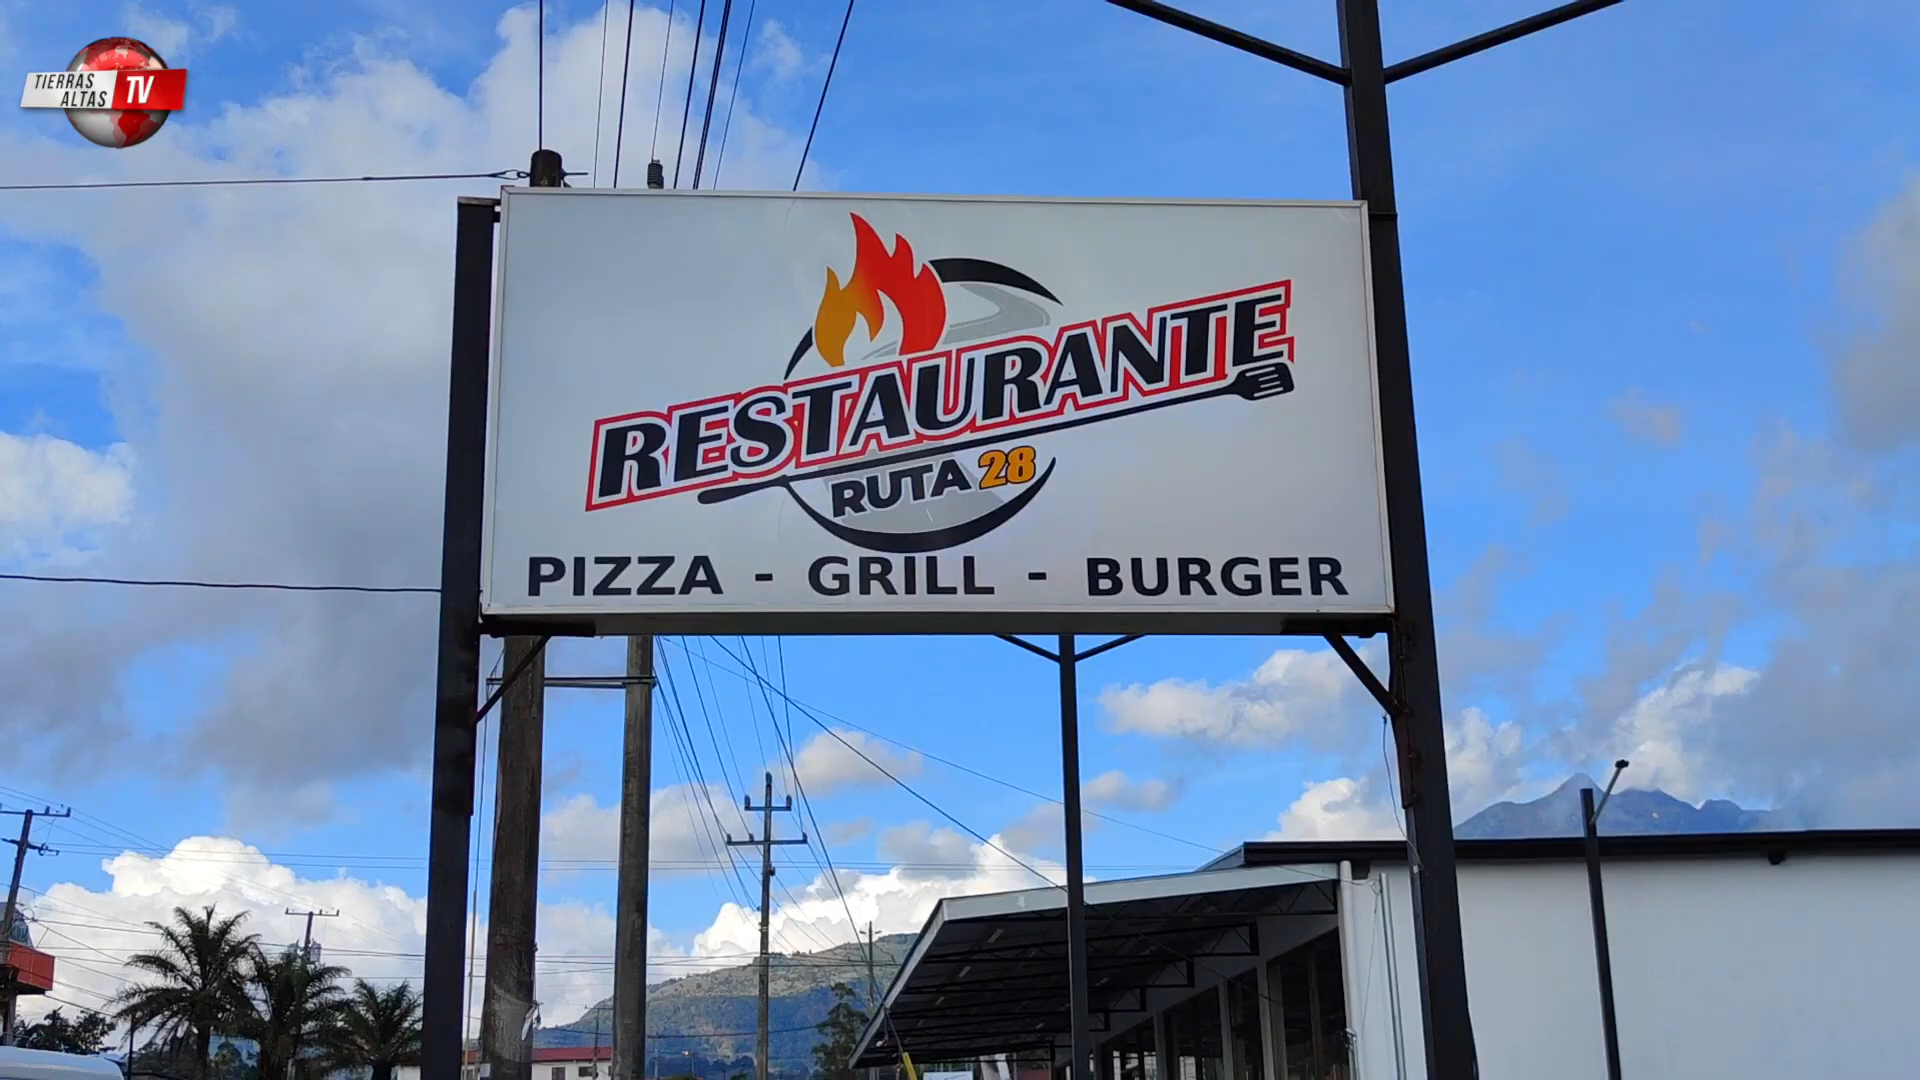 TIERRAS
ALTAS TV
RESTAURANTE
RUTA 28
PIZZA - GRILL - BURGER